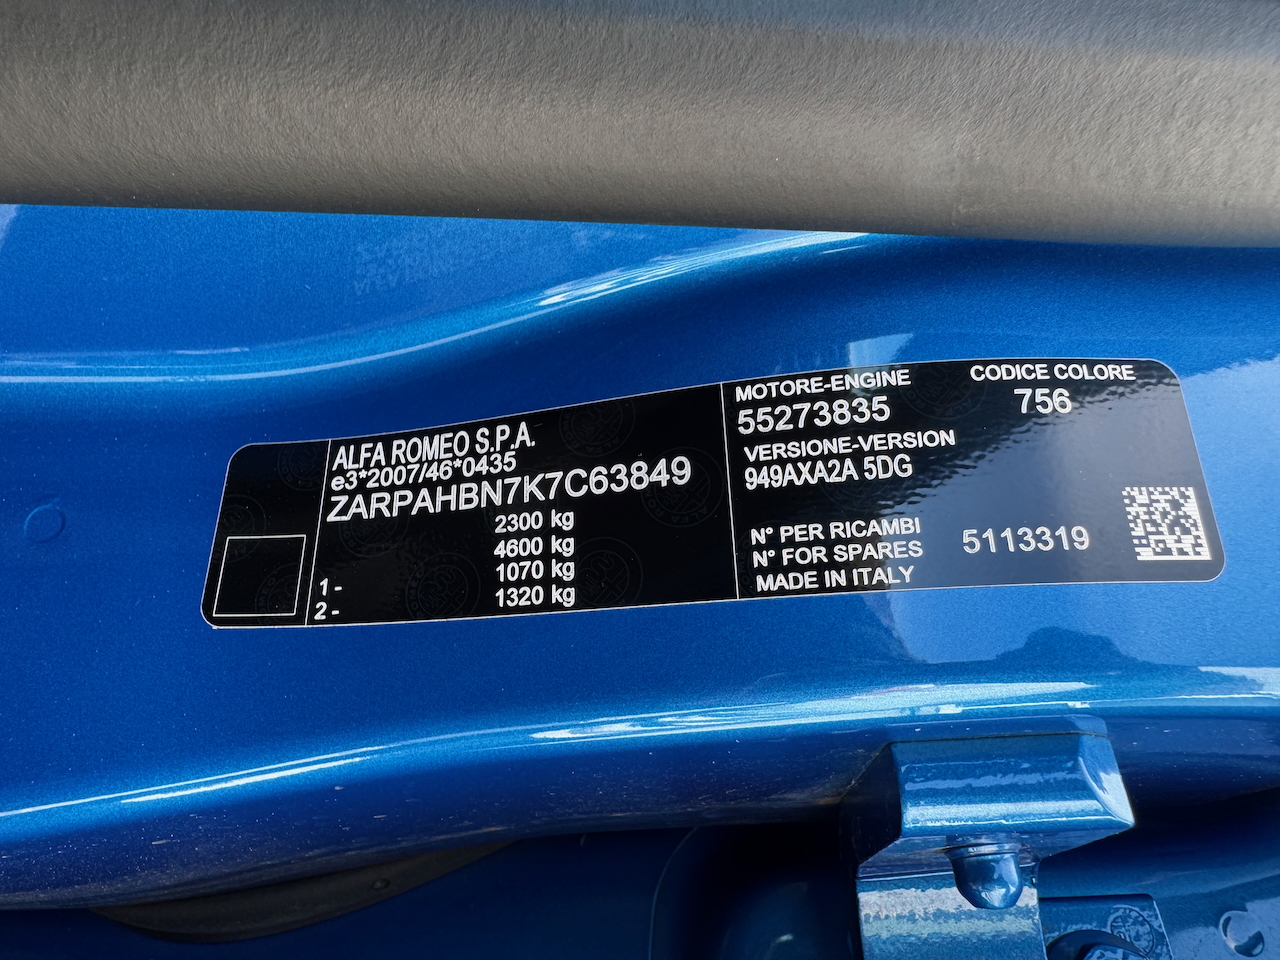 ALFA ROMEO S.P.A.
e3*2007/46*0435
ZARPAHBN7K7C63849
2300 kg
4600 kg
1 - 1070 kg
2 - 1320 kg
MOTORE-ENGINE
55273835
CODICE COLORE
756
VERSIONE-VERSION
949AXA2A 5DG
N° PER RICAMBI
N° FOR SPARES
5113319
MADE IN ITALY